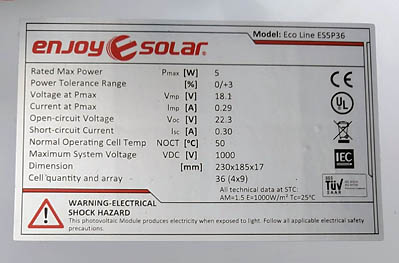 enjoy solar®
Model: Eco Line ES5P36
Rated Max Power Pmax [W] 5
Power Tolerance Range [%] 0/+3
Voltage at Pmax Vmp [V] 18.1
Current at Pmax Imp [A] 0.29
Open-circuit Voltage Voc [V] 22.3
Short-circuit Current Isc [A] 0.30
Normal Operating Cell Temp NOCT [°C] 50
Maximum System Voltage VDC [V] 1000
Dimension [mm] 230x185x17
Cell quantity and array 36 (4x9)
All technical data at STC:
AM=1.5 E=1000W/m² Tc=25°C
CE
UL
IEC
TÜV
SAAR
WARNING-ELECTRICAL
SHOCK HAZARD
This photovoltaic Module produces electricity when exposed to light. Follow all applicable electrical safety
precautions.